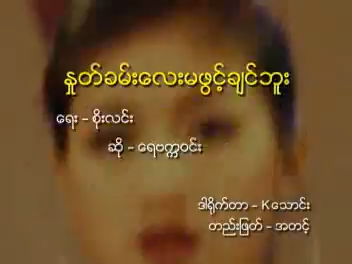 နှုတ်ခမ်းလေးမဖွင့်ချင်ဘူး
ရေး - စိုးလင်း
ဆို - ရေဗက္ကဝင်း
ဒါရိုက်တာ - K သောင်း
တည်းဖြတ် - အတင့်